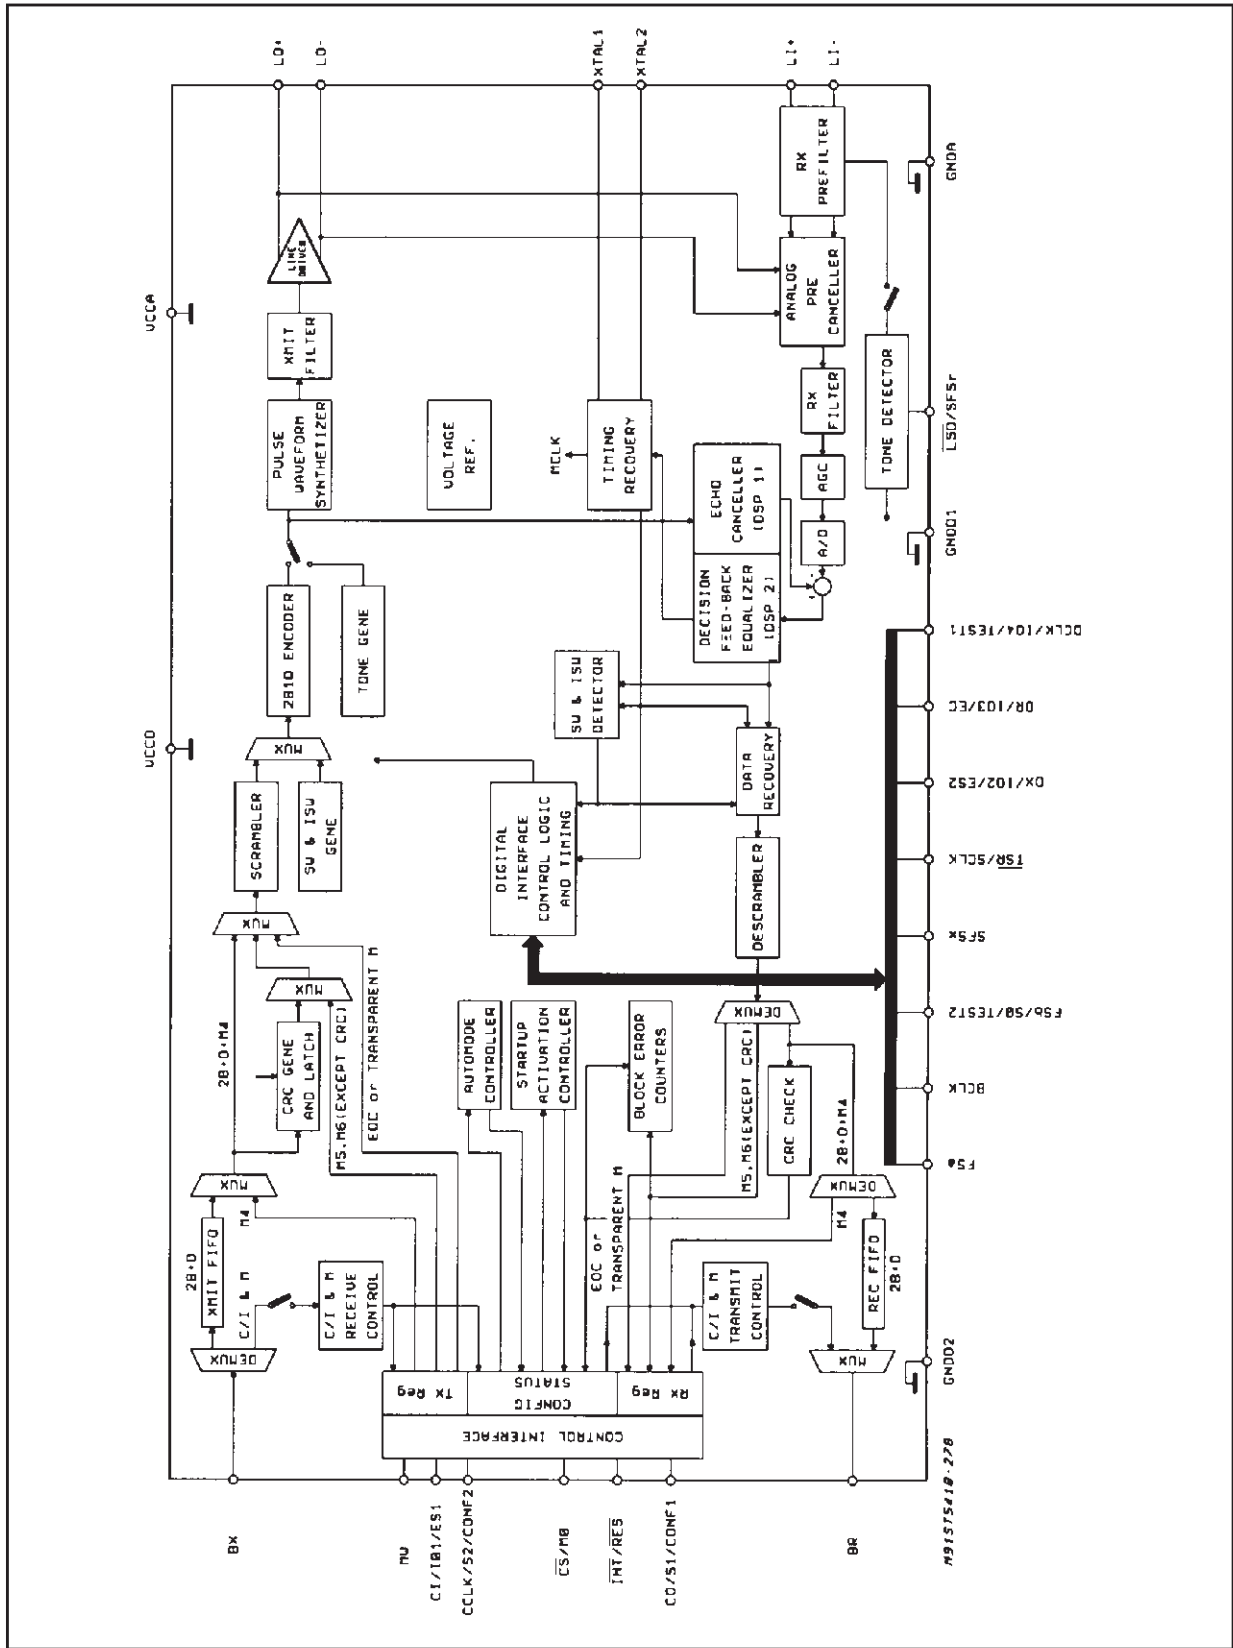 LO+
LO-
XTAL1
XTAL2
LI+
LI-
VCCA
VCCD
LINE
DRIVER
XMIT
FILTER
PULSE
WAVEFORM
SYNTHETIZER
VOLTAGE
REF.
MCLK
TIMING
RECOVERY
RX
PREFILTER
ANALOG
PRE
CANCELLER
RX
FILTER
AGC
A/D
TONE DETECTOR
GNDA
LSD/SFSr
GNDD1
ECHO
CANCELLER
(DSP 1)
DECISION
FEED-BACK
EQUALIZER
(DSP 2)
2B1Q ENCODER
TONE GENE
MUX
SCRAMBLER
SW & ISW
GENE
SW & ISW
DETECTOR
DATA
RECOVERY
DESCRAMBLER
DIGITAL
INTERFACE
CONTROL LOGIC
AND TIMING
MUX
MUX
2B+D+M4
CRC GENE
AND LATCH
M5,M6(EXCEPT CRC)
EOC or TRANSPARENT M
AUTOMODE
CONTROLLER
STARTUP
ACTIVATION
CONTROLLER
BLOCK ERROR
COUNTERS
DEMUX
M5,M6(EXCEPT CRC)
CRC CHECK
2B+D+M4
EOC or
TRANSPARENT M
MUX
2B+D
XMIT FIFO
M4
C/I & M
DEMUX
C/I & M
RECEIVE
CONTROL
C/I & M
TRANSMIT
CONTROL
DEMUX
M4
REC FIFO
2B+D
MUX
TX Reg
CONFIG
STATUS
RX Reg
CONTROL INTERFACE
DCLK/IO4/TEST1
DR/IO3/EC
DX/IO2/ES2
TSR/SCLK
SFSx
FSb/S0/TEST2
BCLK
FSa
GNDD2
BX
MW
CI/IO1/ES1
CCLK/S2/CONF2
CS/M0
INT/RES
CO/S1/CONF1
BR
M91ST5410-27B